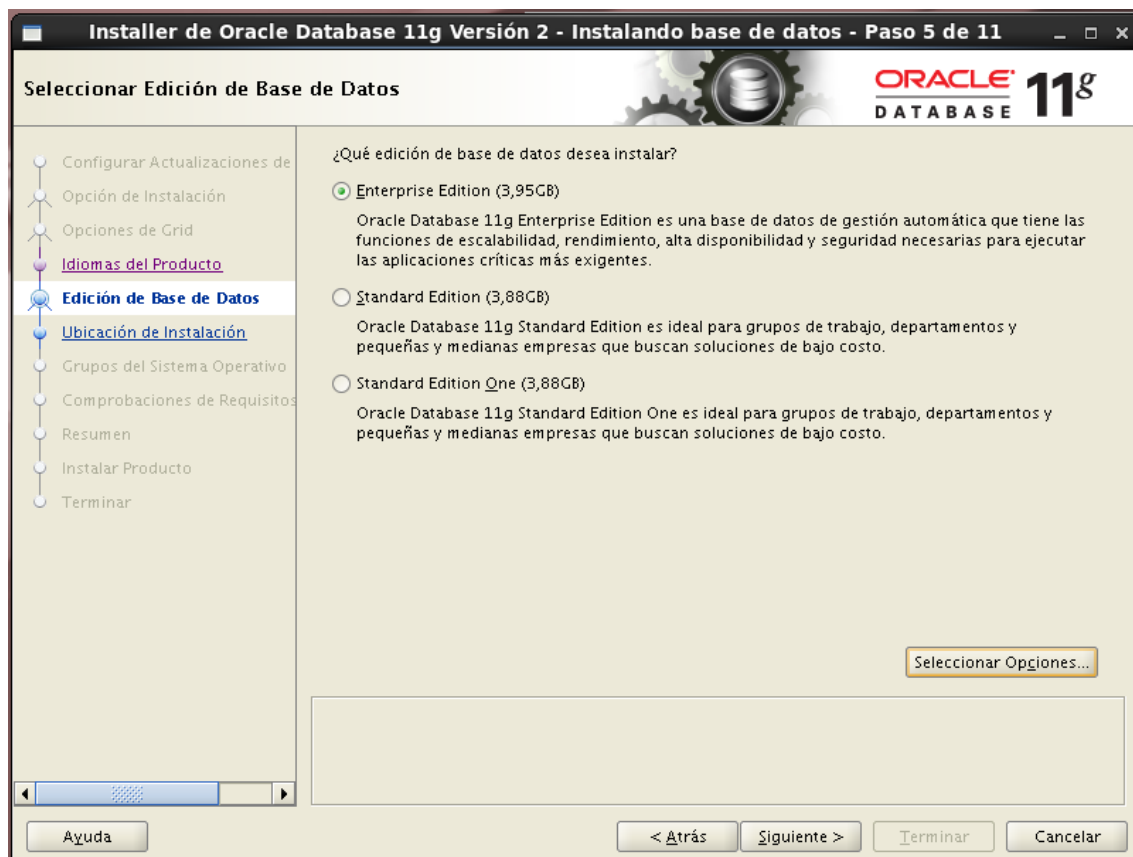 Installer de Oracle Database 11g Versión 2 - Instalando base de datos - Paso 5 de 11
Seleccionar Edición de Base de Datos
ORACLE DATABASE 11g
Configurar Actualizaciones de
Opción de Instalación
Opciones de Grid
Idiomas del Producto
Edición de Base de Datos
Ubicación de Instalación
Grupos del Sistema Operativo
Comprobaciones de Requisitos
Resumen
Instalar Producto
Terminar
¿Qué edición de base de datos desea instalar?
Enterprise Edition (3,95GB)
Oracle Database 11g Enterprise Edition es una base de datos de gestión automática que tiene las
funciones de escalabilidad, rendimiento, alta disponibilidad y seguridad necesarias para ejecutar
las aplicaciones críticas más exigentes.
Standard Edition (3,88GB)
Oracle Database 11g Standard Edition es ideal para grupos de trabajo, departamentos y
pequeñas y medianas empresas que buscan soluciones de bajo costo.
Standard Edition One (3,88GB)
Oracle Database 11g Standard Edition One es ideal para grupos de trabajo, departamentos y
pequeñas y medianas empresas que buscan soluciones de bajo costo.
Seleccionar Opciones...
Ayuda
< Atrás
Siguiente >
Terminar
Cancelar